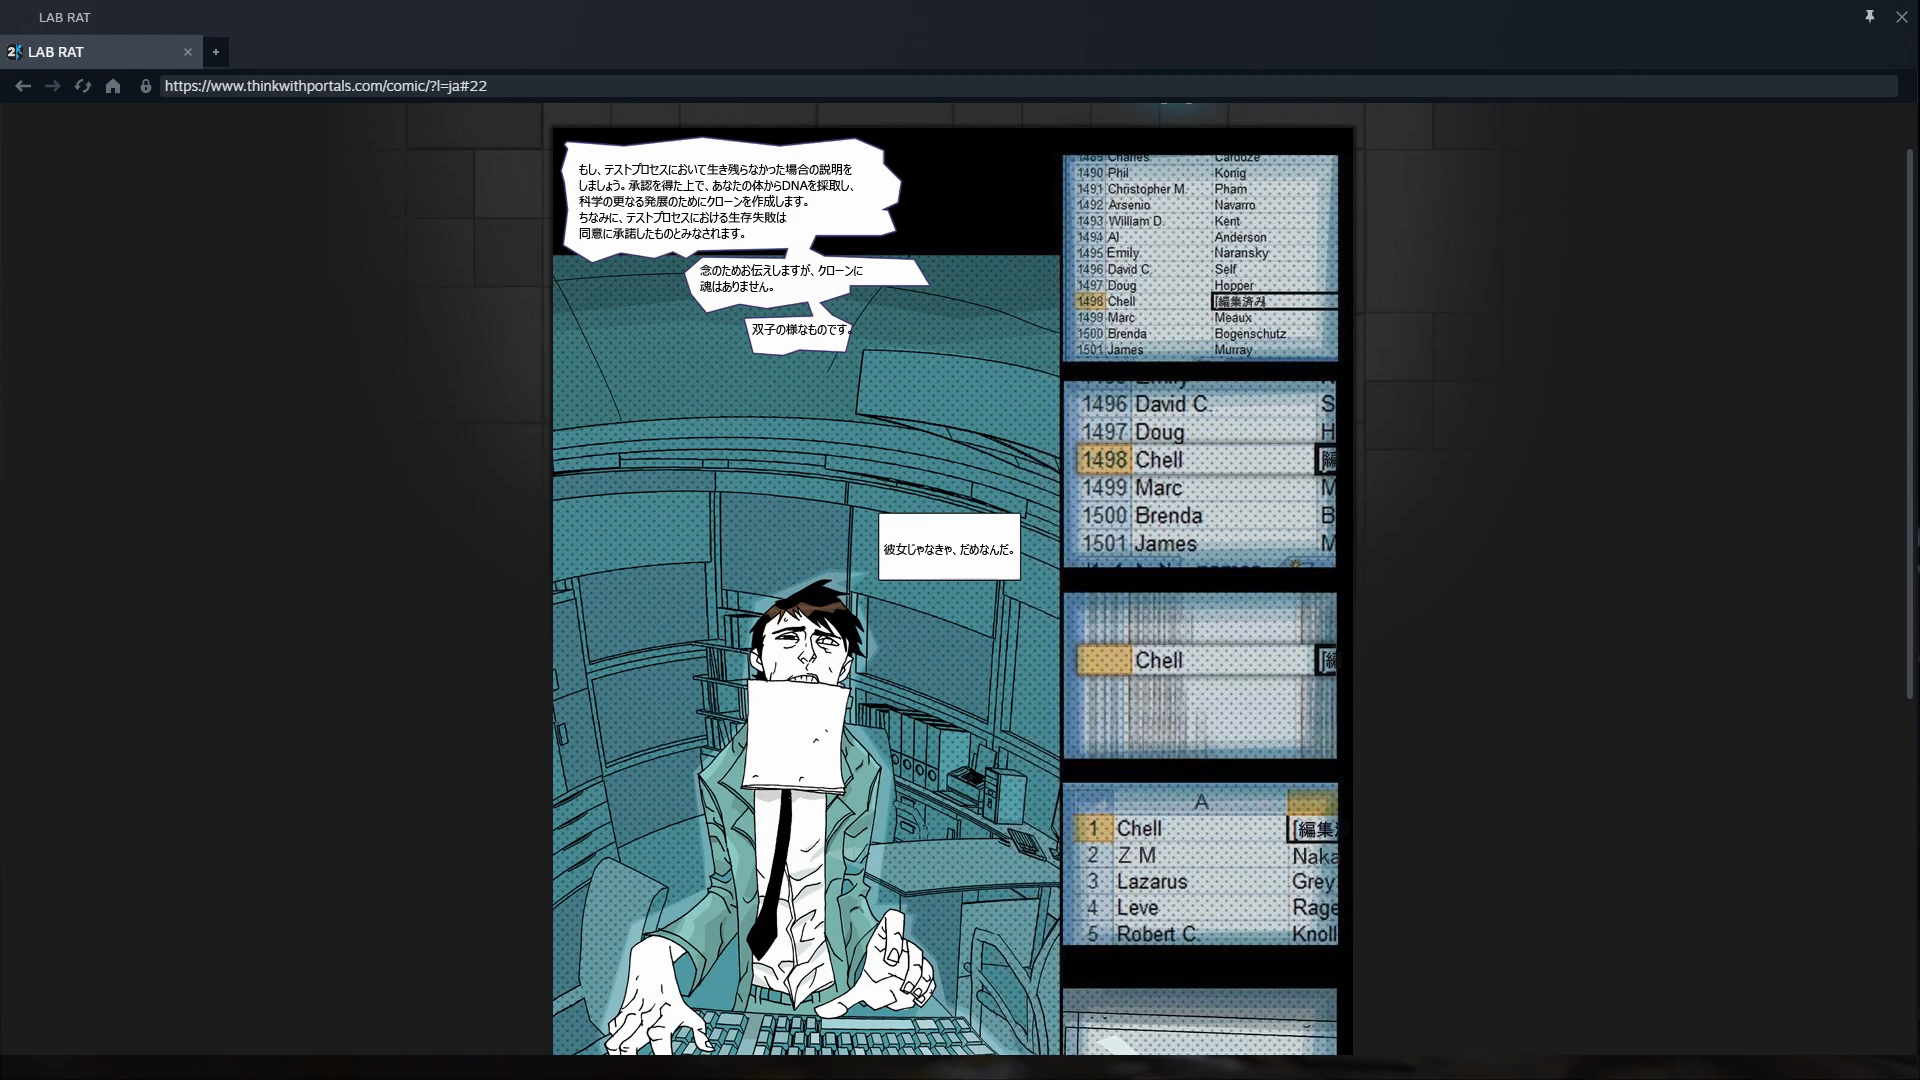 LAB RAT
LAB RAT
https://www.thinkwithportals.com/comic/?l=ja#22
もし、テストプロセスにおいて生き残らなかった場合の説明を
しましょう。承認を得た上で、あなたの体からDNAを採取し、
科学の更なる発展のためにクローンを作成します。
ちなみに、テストプロセスにおける生存失敗は
同意に承諾したものとみなされます。
念のためお伝えしますが、クローンに
魂はありません。
双子の様なものです。
彼女じゃなきゃ、だめなんだ。
1489 Charles Cardoze
1490 Phil Konig
1491 Christopher M. Pham
1492 Arsenio Navarro
1493 William D. Kent
1494 Al Anderson
1495 Emily Naransky
1496 David C. Self
1497 Doug Hopper
1498 Chell [編集済み]
1499 Marc Meaux
1500 Brenda Bogenschutz
1501 James Murray
Emily
1496 David C. S
1497 Doug H
1498 Chell [編
1499 Marc M
1500 Brenda B
1501 James M
Chell [編
A
1 Chell [編集済
2 Z M Naka
3 Lazarus Grey
4 Leve Rage
5 Robert C. Knoll